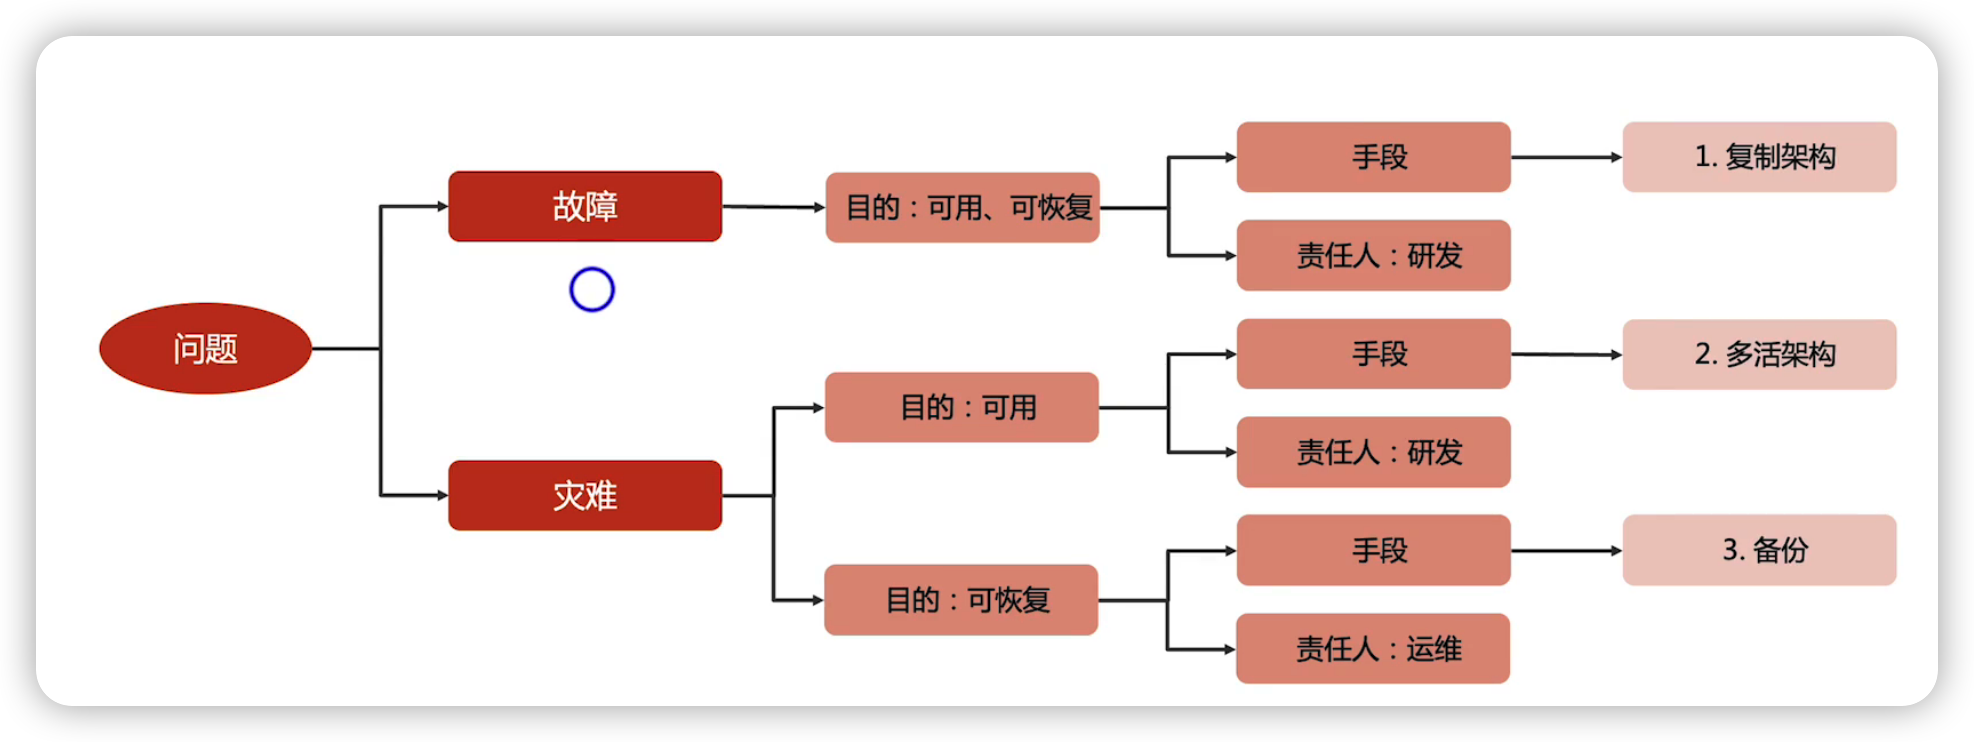 问题
故障
目的：可用、可恢复
手段
1. 复制架构
责任人：研发
灾难
目的：可用
手段
2. 多活架构
责任人：研发
目的：可恢复
手段
3. 备份
责任人：运维